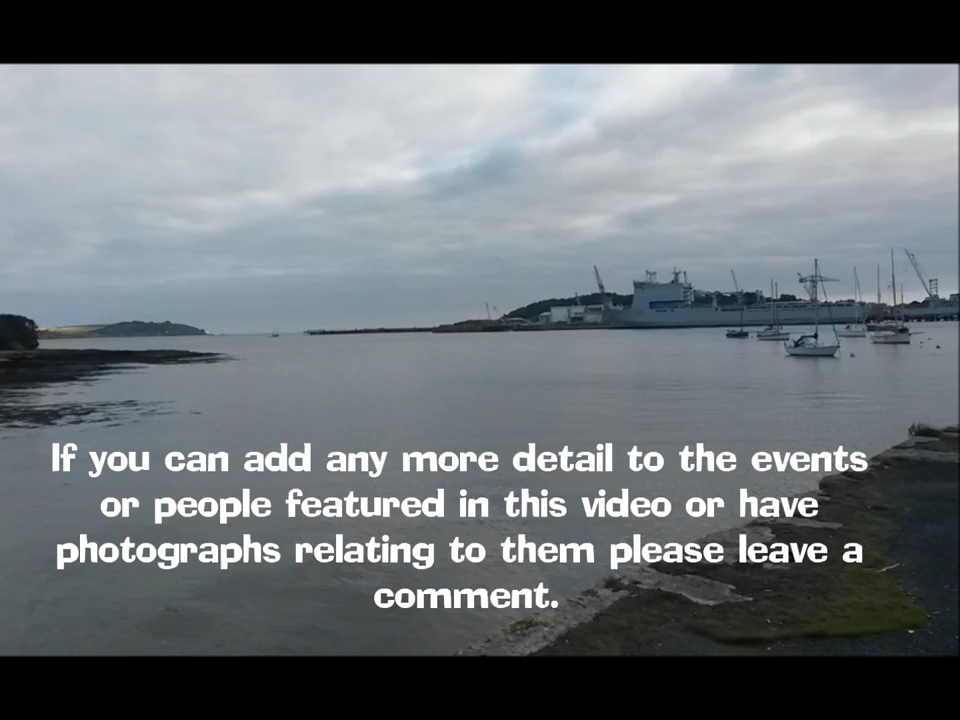 If you can add any more detail to the events
or people featured in this video or have
photographs relating to them please leave a
comment.